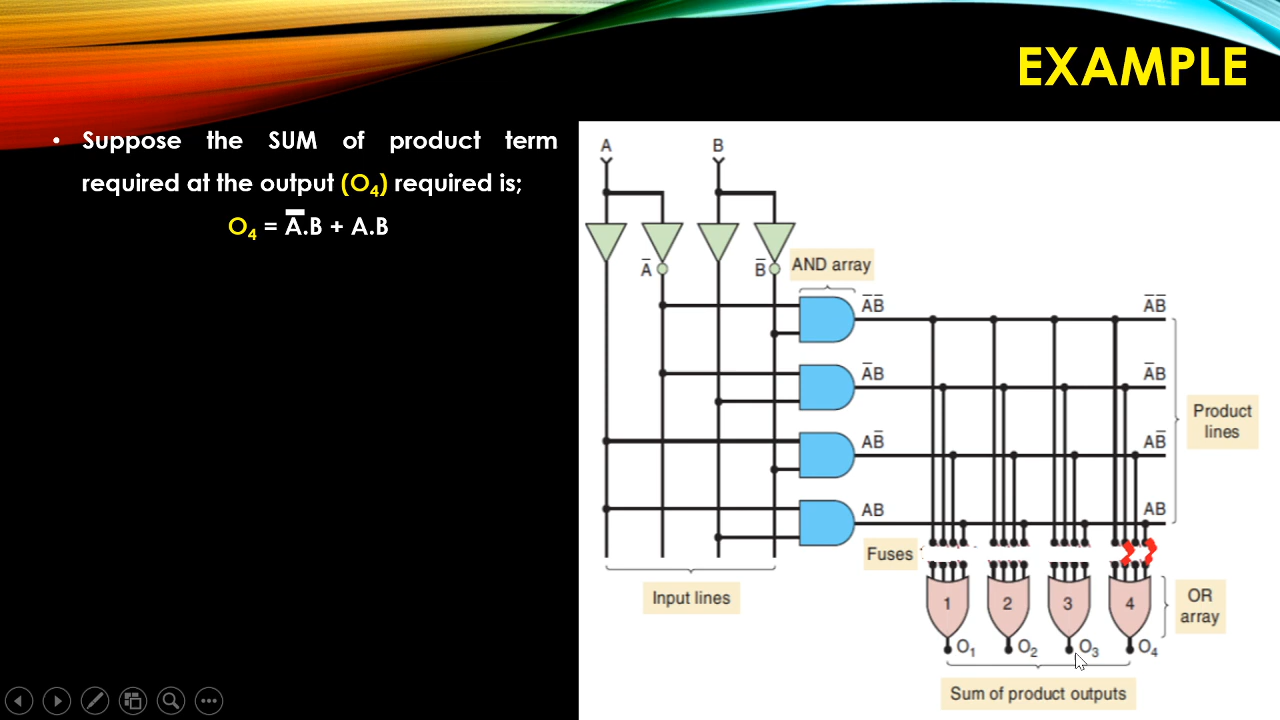 EXAMPLE
• Suppose the SUM of product term
required at the output (O₄) required is;
O₄ = A̅.B + A.B
A
B
A̅
B̅
AND array
A̅B̅
A̅B̅
A̅B
A̅B
Product
lines
AB̅
AB̅
AB
AB
Fuses
Input lines
1
2
3
4
OR
array
O₁
O₂
O₃
O₄
Sum of product outputs